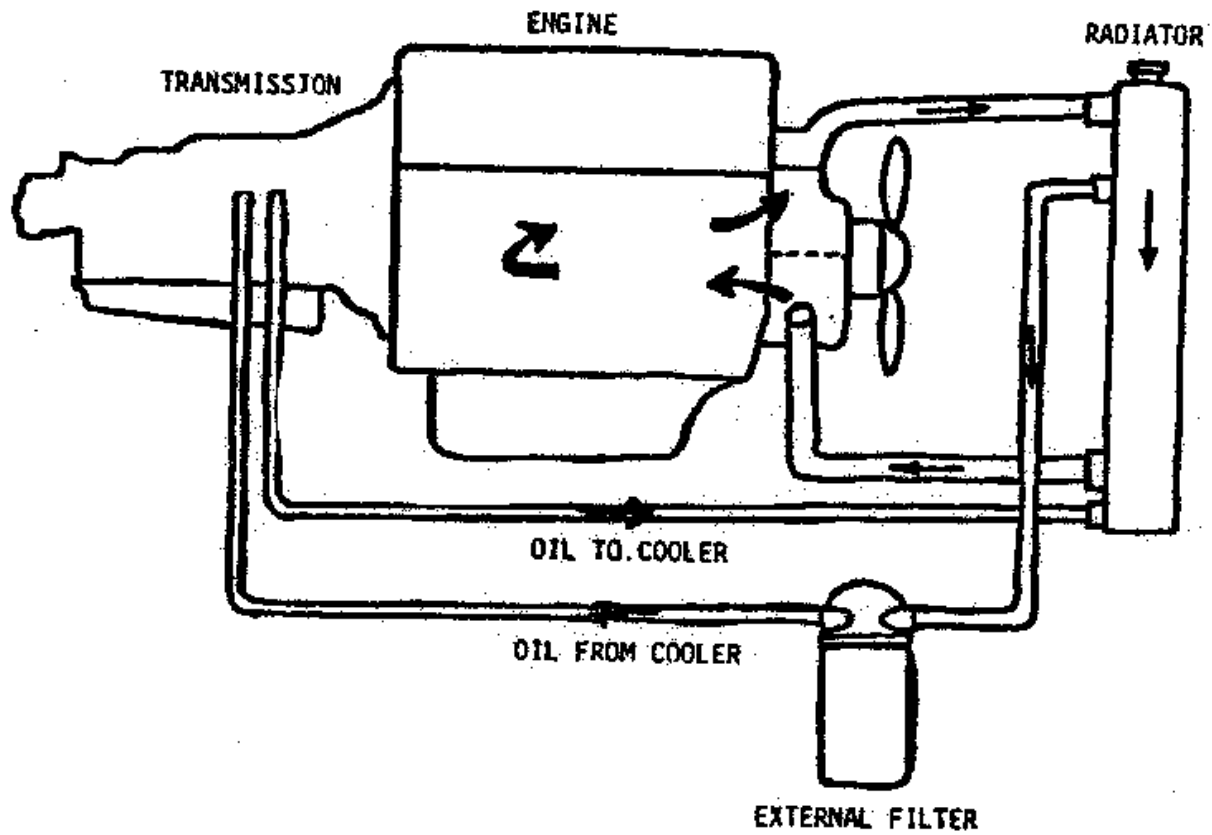 ENGINE
RADIATOR
TRANSMISSION
OIL TO COOLER
OIL FROM COOLER
EXTERNAL FILTER